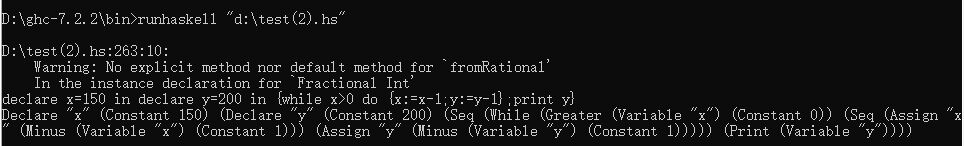 D:\ghc-7.2.2\bin>runhaskell "d:\test(2).hs"
D:\test(2).hs:263:10:
Warning: No explicit method nor default method for `fromRational'
In the instance declaration for `Fractional Int'
declare x=150 in declare y=200 in {while x>0 do {x:=x-1;y:=y-1};print y}
Declare "x" (Constant 150) (Declare "y" (Constant 200) (Seq (While (Greater (Variable "x") (Constant 0)) (Seq (Assign "x
" (Minus (Variable "x") (Constant 1))) (Assign "y" (Minus (Variable "y") (Constant 1))))) (Print (Variable "y"))))